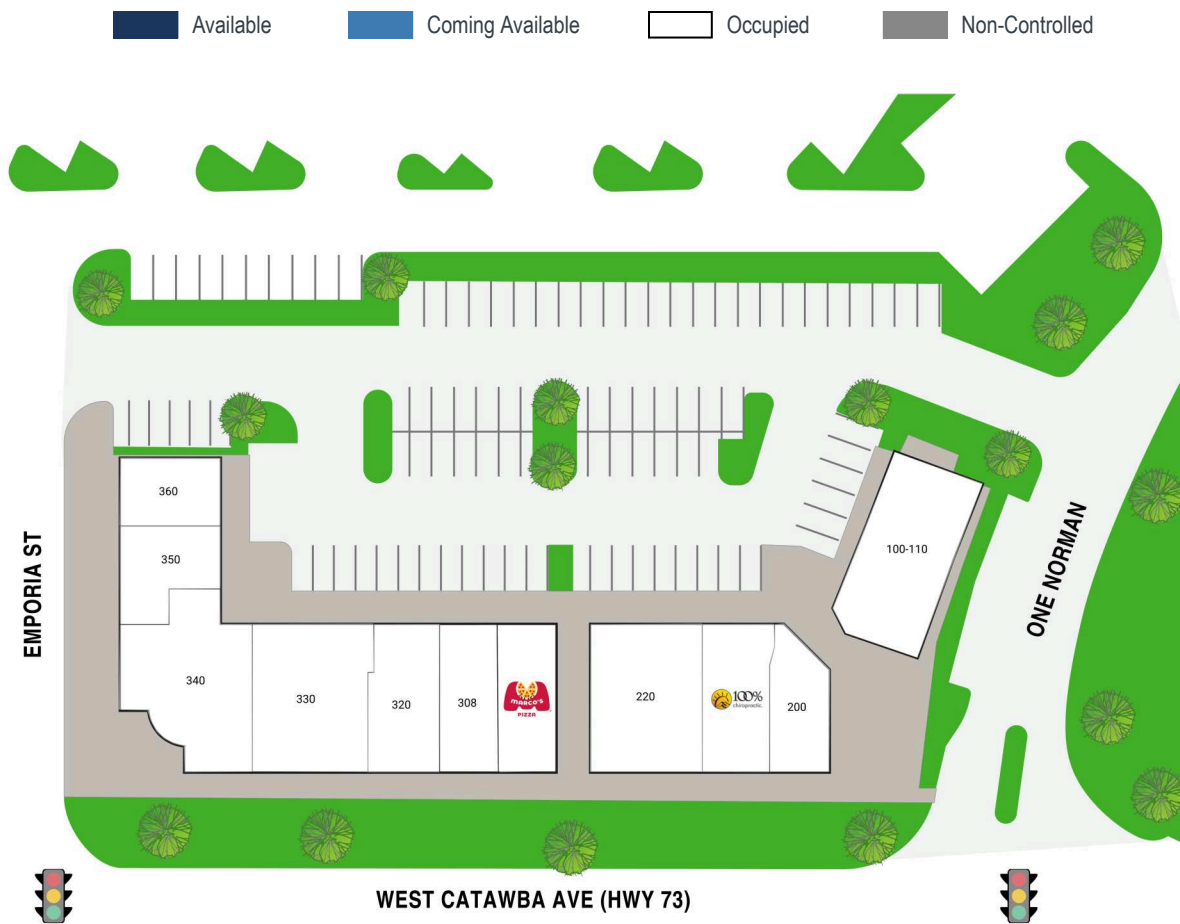 Available
Coming Available
Occupied
Non-Controlled
360
350
340
330
320
308
MARCO'S
PIZZA
220
100%
chiropractic
200
100-110
EMPORIA ST
ONE NORMAN
WEST CATAWBA AVE (HWY 73)